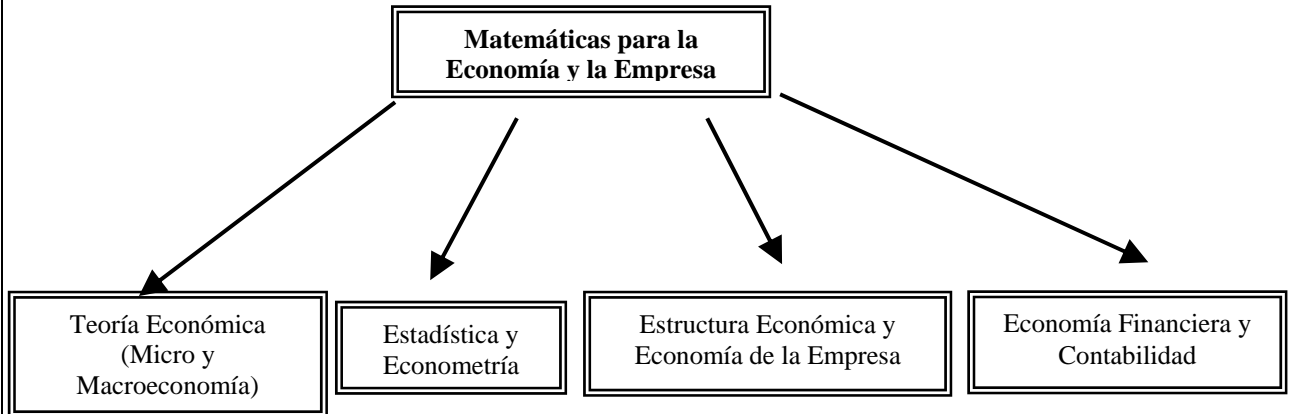 Matemáticas para la
Economía y la Empresa
Teoría Económica
(Micro y
Macroeconomía)
Estadística y
Econometría
Estructura Económica y
Economía de la Empresa
Economía Financiera y
Contabilidad